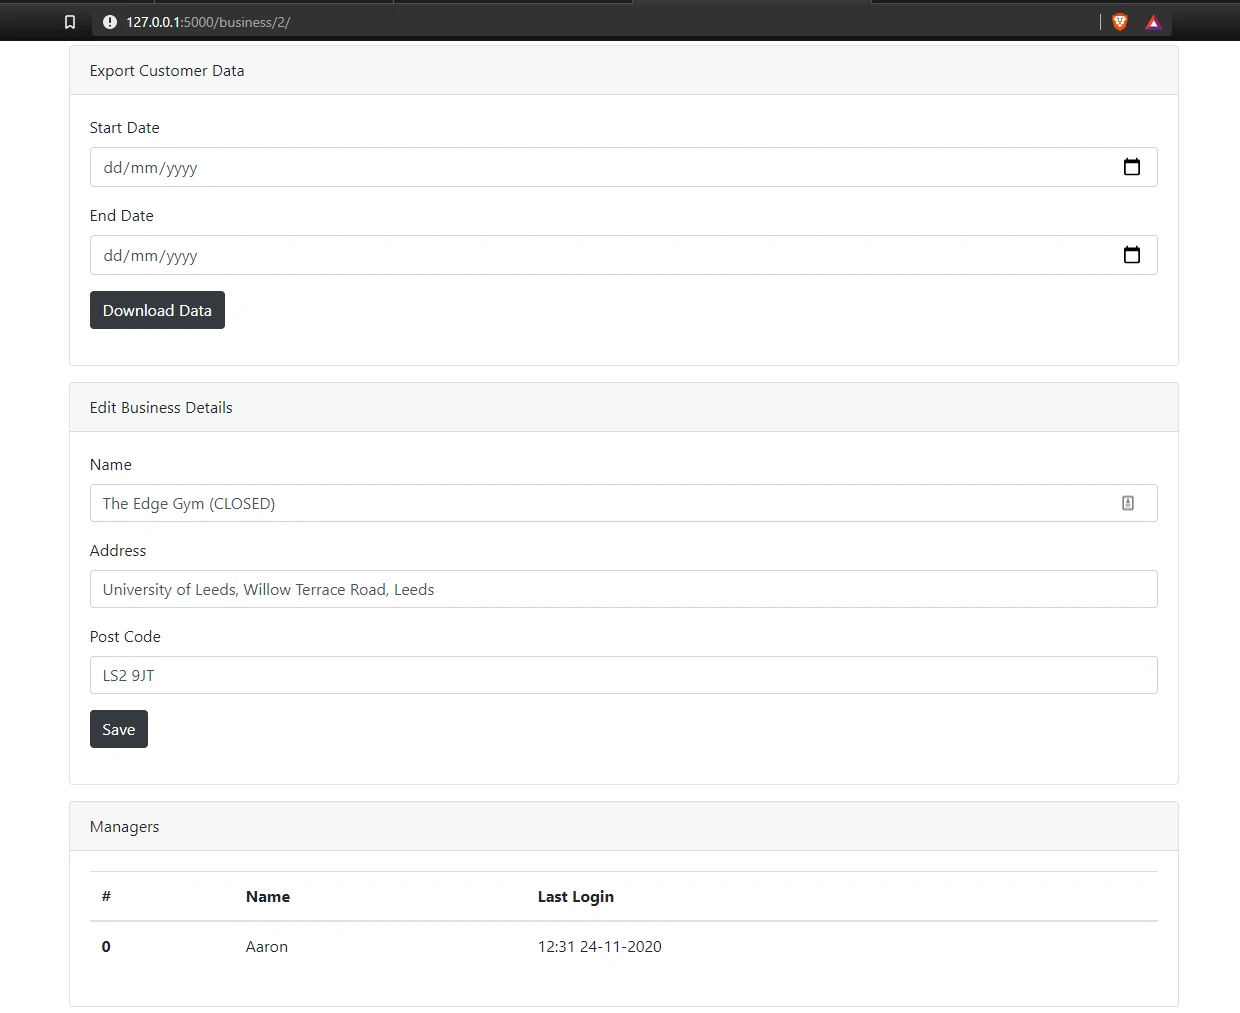 127.0.0.1:5000/business/2/
Export Customer Data
Start Date
dd/mm/yyyy
End Date
dd/mm/yyyy
Download Data
Edit Business Details
Name
The Edge Gym (CLOSED)
Address
University of Leeds, Willow Terrace Road, Leeds
Post Code
LS2 9JT
Save
Managers
# Name Last Login
0 Aaron 12:31 24-11-2020